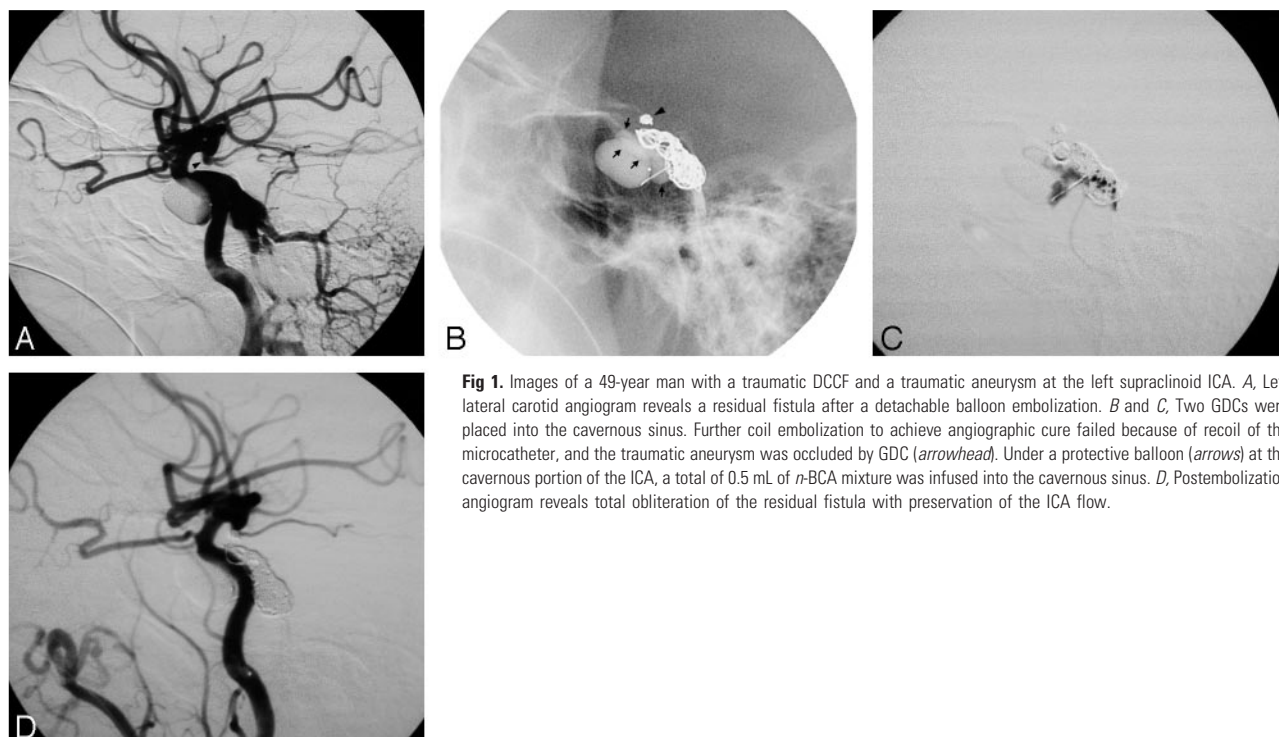 A
B
C
Fig 1. Images of a 49-year man with a traumatic DCCF and a traumatic aneurysm at the left supraclinoid ICA. A, Le
lateral carotid angiogram reveals a residual fistula after a detachable balloon embolization. B and C, Two GDCs wer
placed into the cavernous sinus. Further coil embolization to achieve angiographic cure failed because of recoil of th
microcatheter, and the traumatic aneurysm was occluded by GDC (arrowhead). Under a protective balloon (arrows) at th
cavernous portion of the ICA, a total of 0.5 mL of n-BCA mixture was infused into the cavernous sinus. D, Postembolizatio
angiogram reveals total obliteration of the residual fistula with preservation of the ICA flow.
D